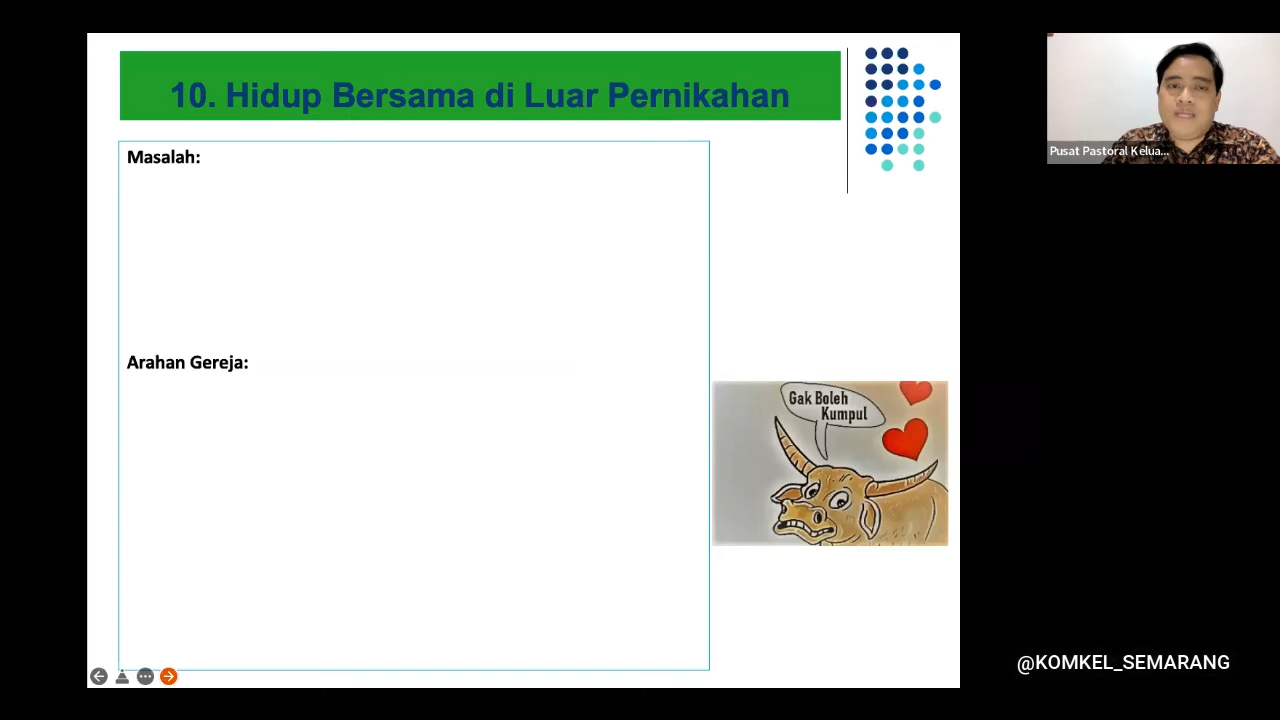 10. Hidup Bersama di Luar Pernikahan
Masalah:
Arahan Gereja:
Gak Boleh
Kumpul
Pusat Pastoral Kelua...
@KOMKEL_SEMARANG